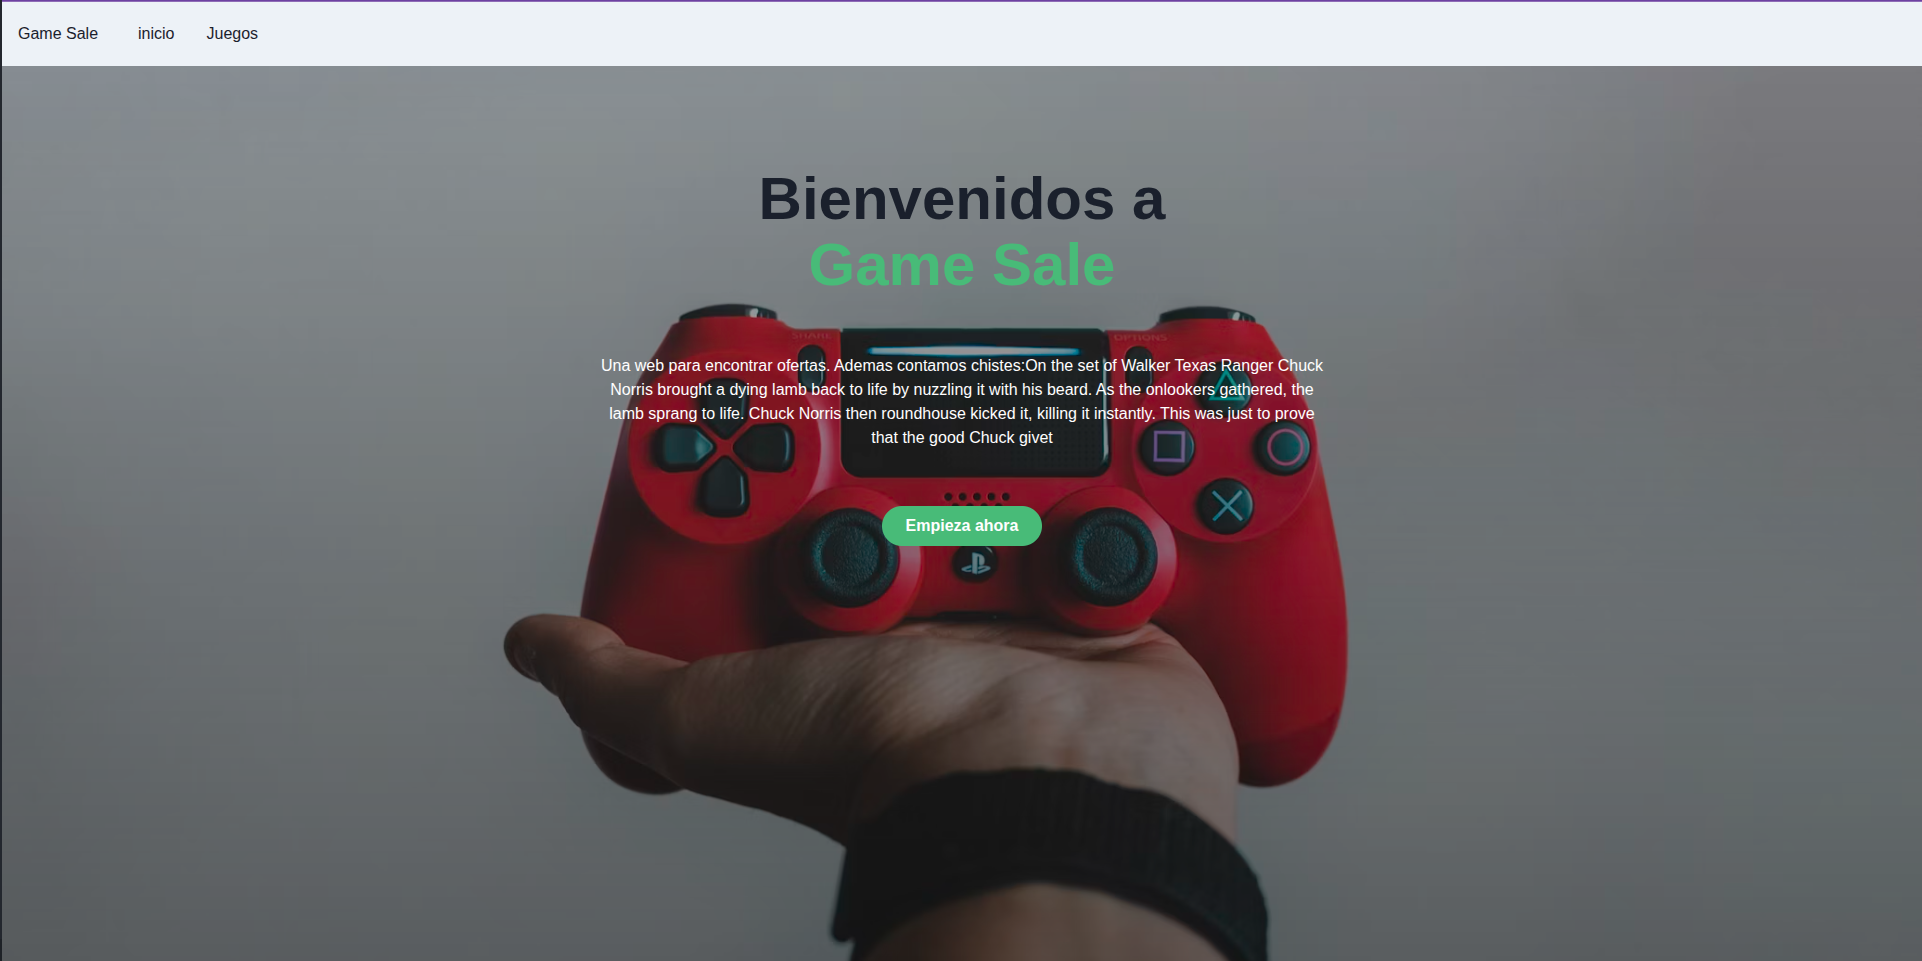 Game Sale inicio Juegos
Bienvenidos a
Game Sale
SHARE
OPTIONS
Una web para encontrar ofertas. Ademas contamos chistes:On the set of Walker Texas Ranger Chuck
Norris brought a dying lamb back to life by nuzzling it with his beard. As the onlookers gathered, the
lamb sprang to life. Chuck Norris then roundhouse kicked it, killing it instantly. This was just to prove
that the good Chuck givet
Empieza ahora